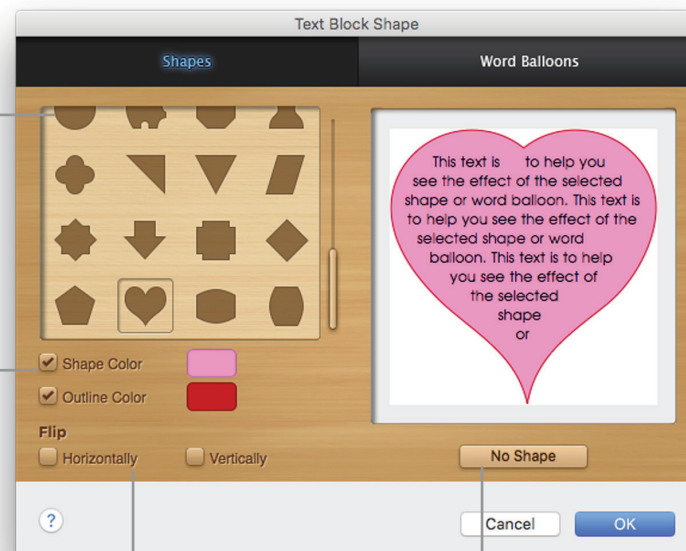 Text Block Shape
Shapes
Word Balloons
This text is to help you
see the effect of the selected
shape or word balloon. This text is
to help you see the effect of the
selected shape or word
balloon. This text is to help
you see the effect of
the selected
shape
or
Shape Color
Outline Color
Flip
Horizontally
Vertically
No Shape
?
Cancel
OK